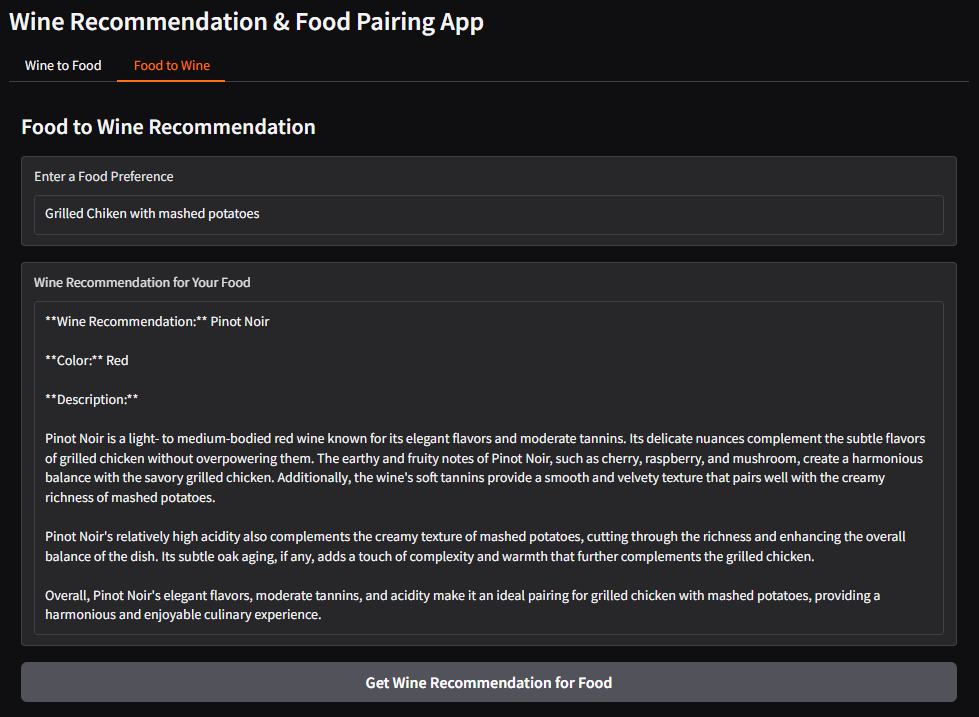 Wine Recommendation & Food Pairing App
Wine to Food
Food to Wine
Food to Wine Recommendation
Enter a Food Preference
Grilled Chiken with mashed potatoes
Wine Recommendation for Your Food
**Wine Recommendation:** Pinot Noir
**Color:** Red
**Description:**
Pinot Noir is a light- to medium-bodied red wine known for its elegant flavors and moderate tannins. Its delicate nuances complement the subtle flavors
of grilled chicken without overpowering them. The earthy and fruity notes of Pinot Noir, such as cherry, raspberry, and mushroom, create a harmonious
balance with the savory grilled chicken. Additionally, the wine's soft tannins provide a smooth and velvety texture that pairs well with the creamy
richness of mashed potatoes.
Pinot Noir's relatively high acidity also complements the creamy texture of mashed potatoes, cutting through the richness and enhancing the overall
balance of the dish. Its subtle oak aging, if any, adds a touch of complexity and warmth that further complements the grilled chicken.
Overall, Pinot Noir's elegant flavors, moderate tannins, and acidity make it an ideal pairing for grilled chicken with mashed potatoes, providing a
harmonious and enjoyable culinary experience.
Get Wine Recommendation for Food